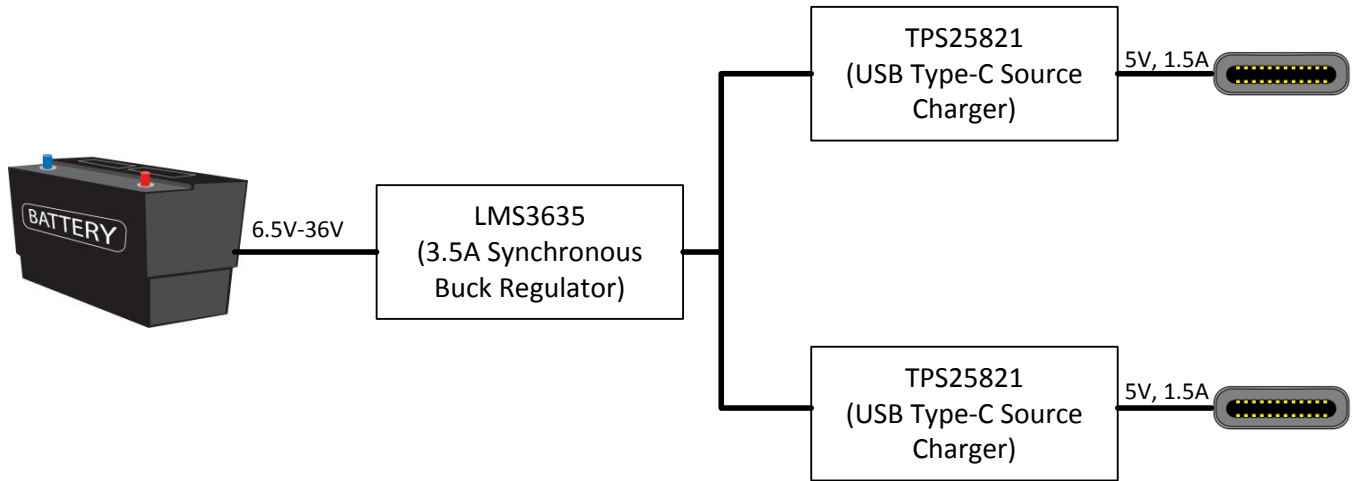 BATTERY
6.5V-36V
LMS3635
(3.5A Synchronous
Buck Regulator)
TPS25821
(USB Type-C Source
Charger)
5V, 1.5A
TPS25821
(USB Type-C Source
Charger)
5V, 1.5A